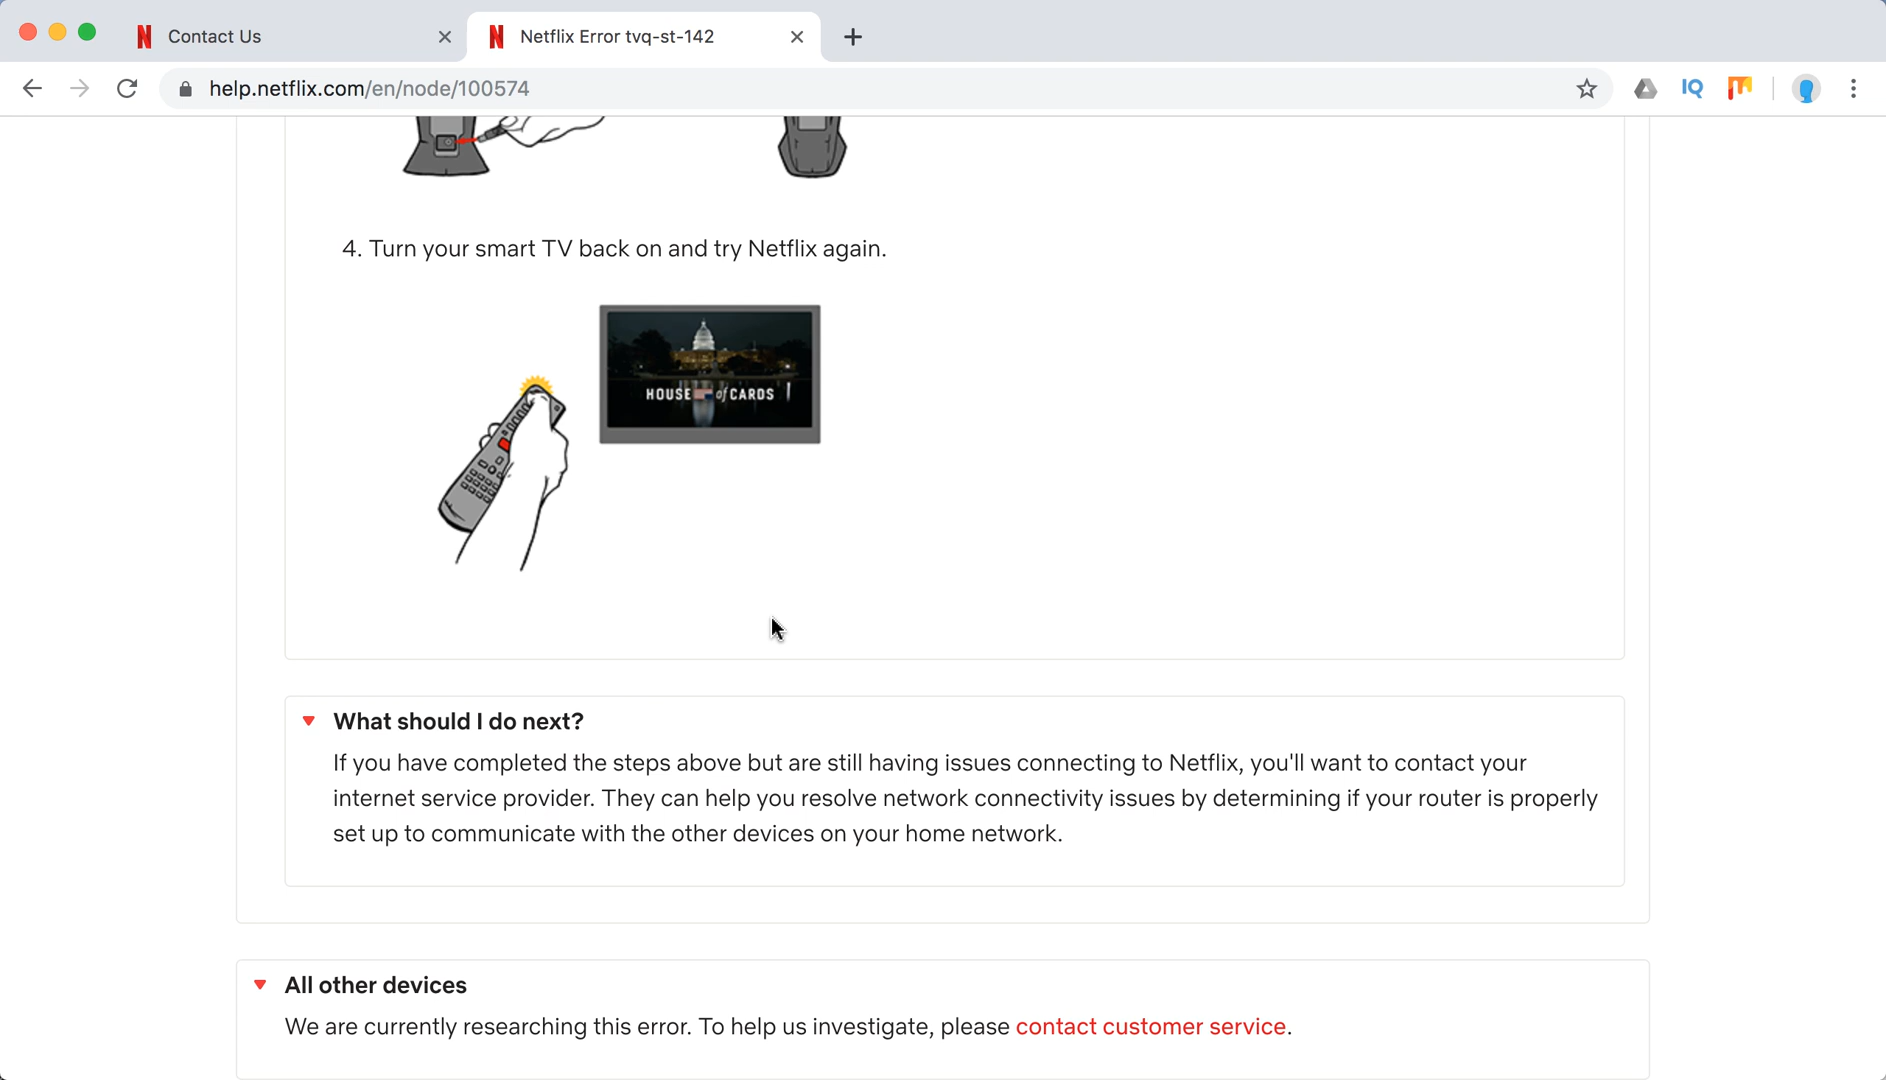 Contact Us
Netflix Error tvq-st-142
help.netflix.com/en/node/100574
IQ
4. Turn your smart TV back on and try Netflix again.
HOUSE of CARDS
What should I do next?
If you have completed the steps above but are still having issues connecting to Netflix, you'll want to contact your
internet service provider. They can help you resolve network connectivity issues by determining if your router is properly
set up to communicate with the other devices on your home network.
All other devices
We are currently researching this error. To help us investigate, please contact customer service.